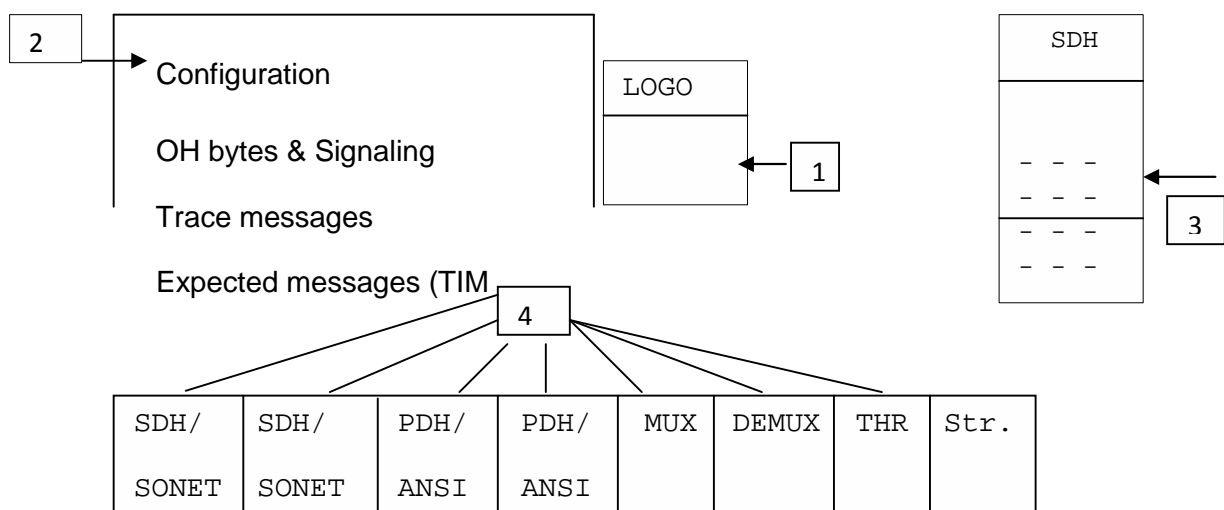 2
Configuration
OH bytes & Signaling
Trace messages
Expected messages (TIM
LOGO
1
SDH
- - -
- - -
- - -
- - -
3
4
SDH/ SDH/ PDH/ PDH/ MUX DEMUX THR Str.
SONET SONET ANSI ANSI